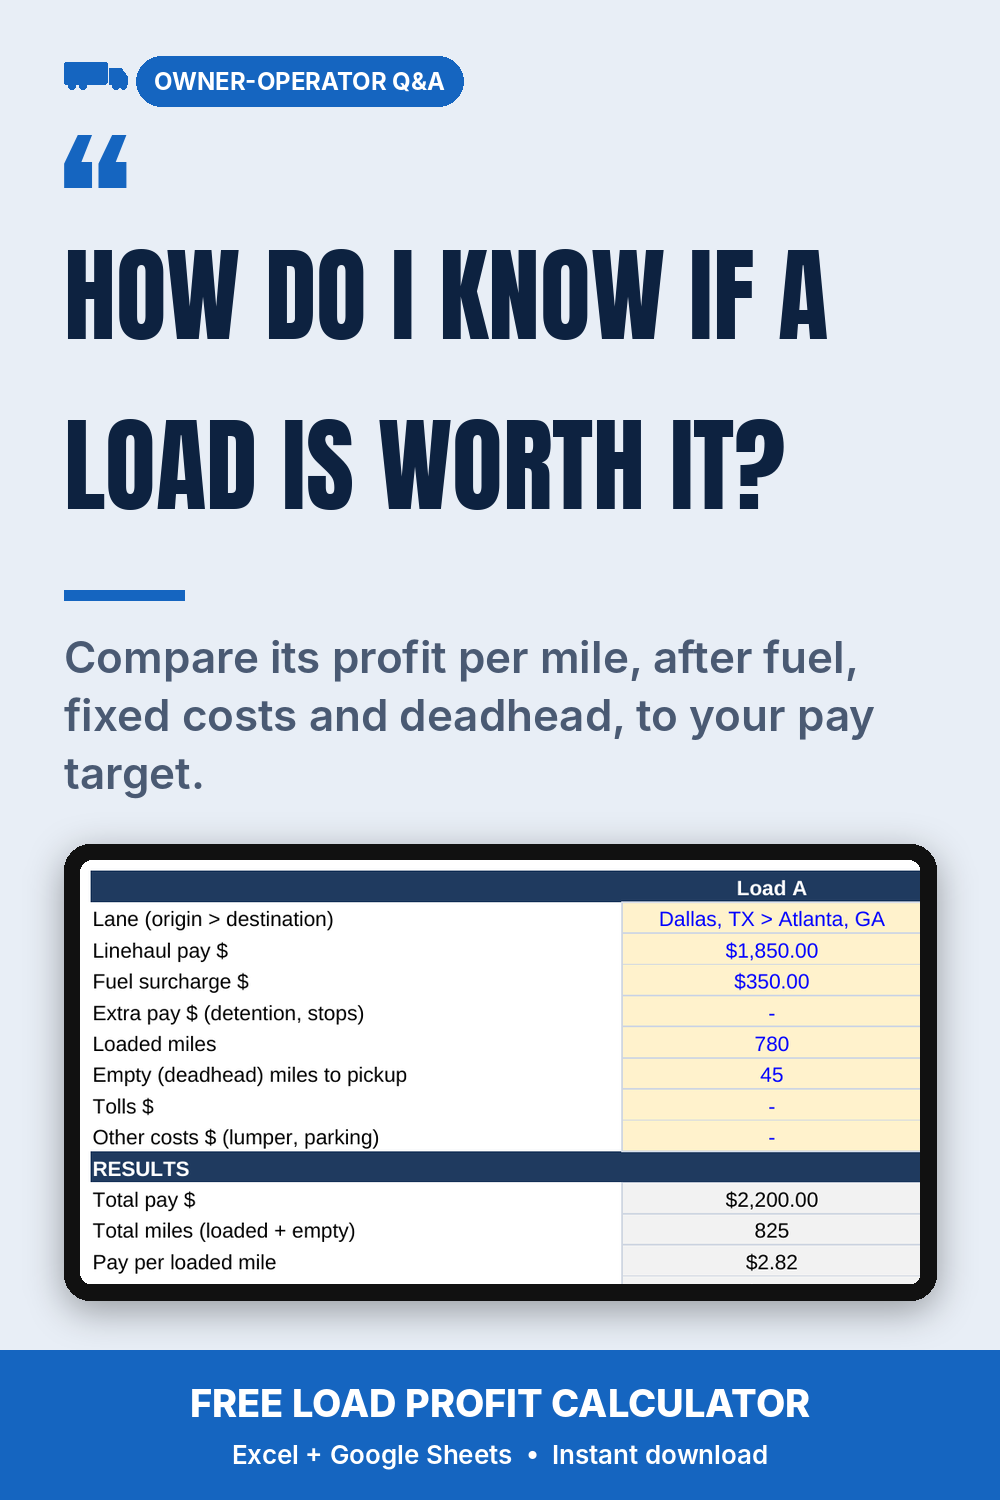 OWNER-OPERATOR Q&A
“
HOW DO I KNOW IF A
LOAD IS WORTH IT?
Compare its profit per mile, after fuel,
fixed costs and deadhead, to your pay
target.
Load A
Lane (origin > destination) Dallas, TX > Atlanta, GA
Linehaul pay $ $1,850.00
Fuel surcharge $ $350.00
Extra pay $ (detention, stops) -
Loaded miles 780
Empty (deadhead) miles to pickup 45
Tolls $ -
Other costs $ (lumper, parking) -
RESULTS
Total pay $ $2,200.00
Total miles (loaded + empty) 825
Pay per loaded mile $2.82
FREE LOAD PROFIT CALCULATOR
Excel + Google Sheets • Instant download